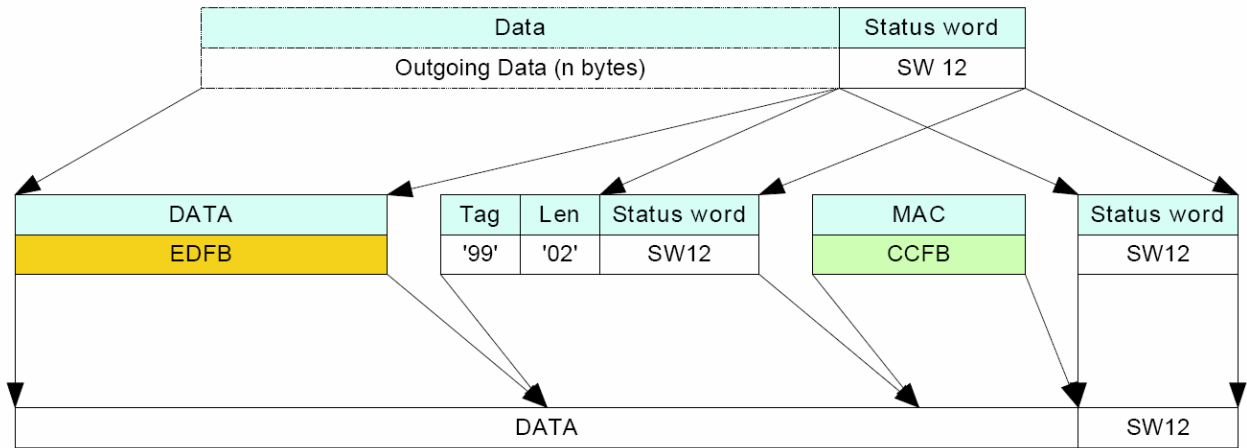 Data Status word
Outgoing Data (n bytes) SW 12
DATA Tag Len Status word MAC Status word
EDFB '99' '02' SW12 CCFB SW12
DATA SW12